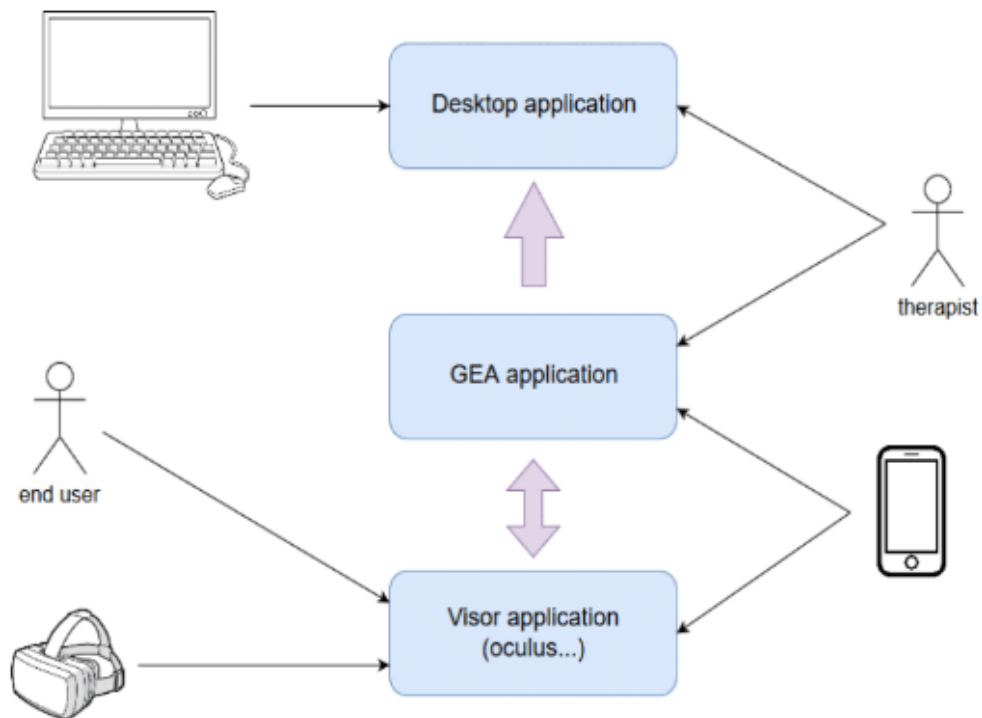 Desktop application
therapist
GEA application
end user
Visor application
(oculus...)